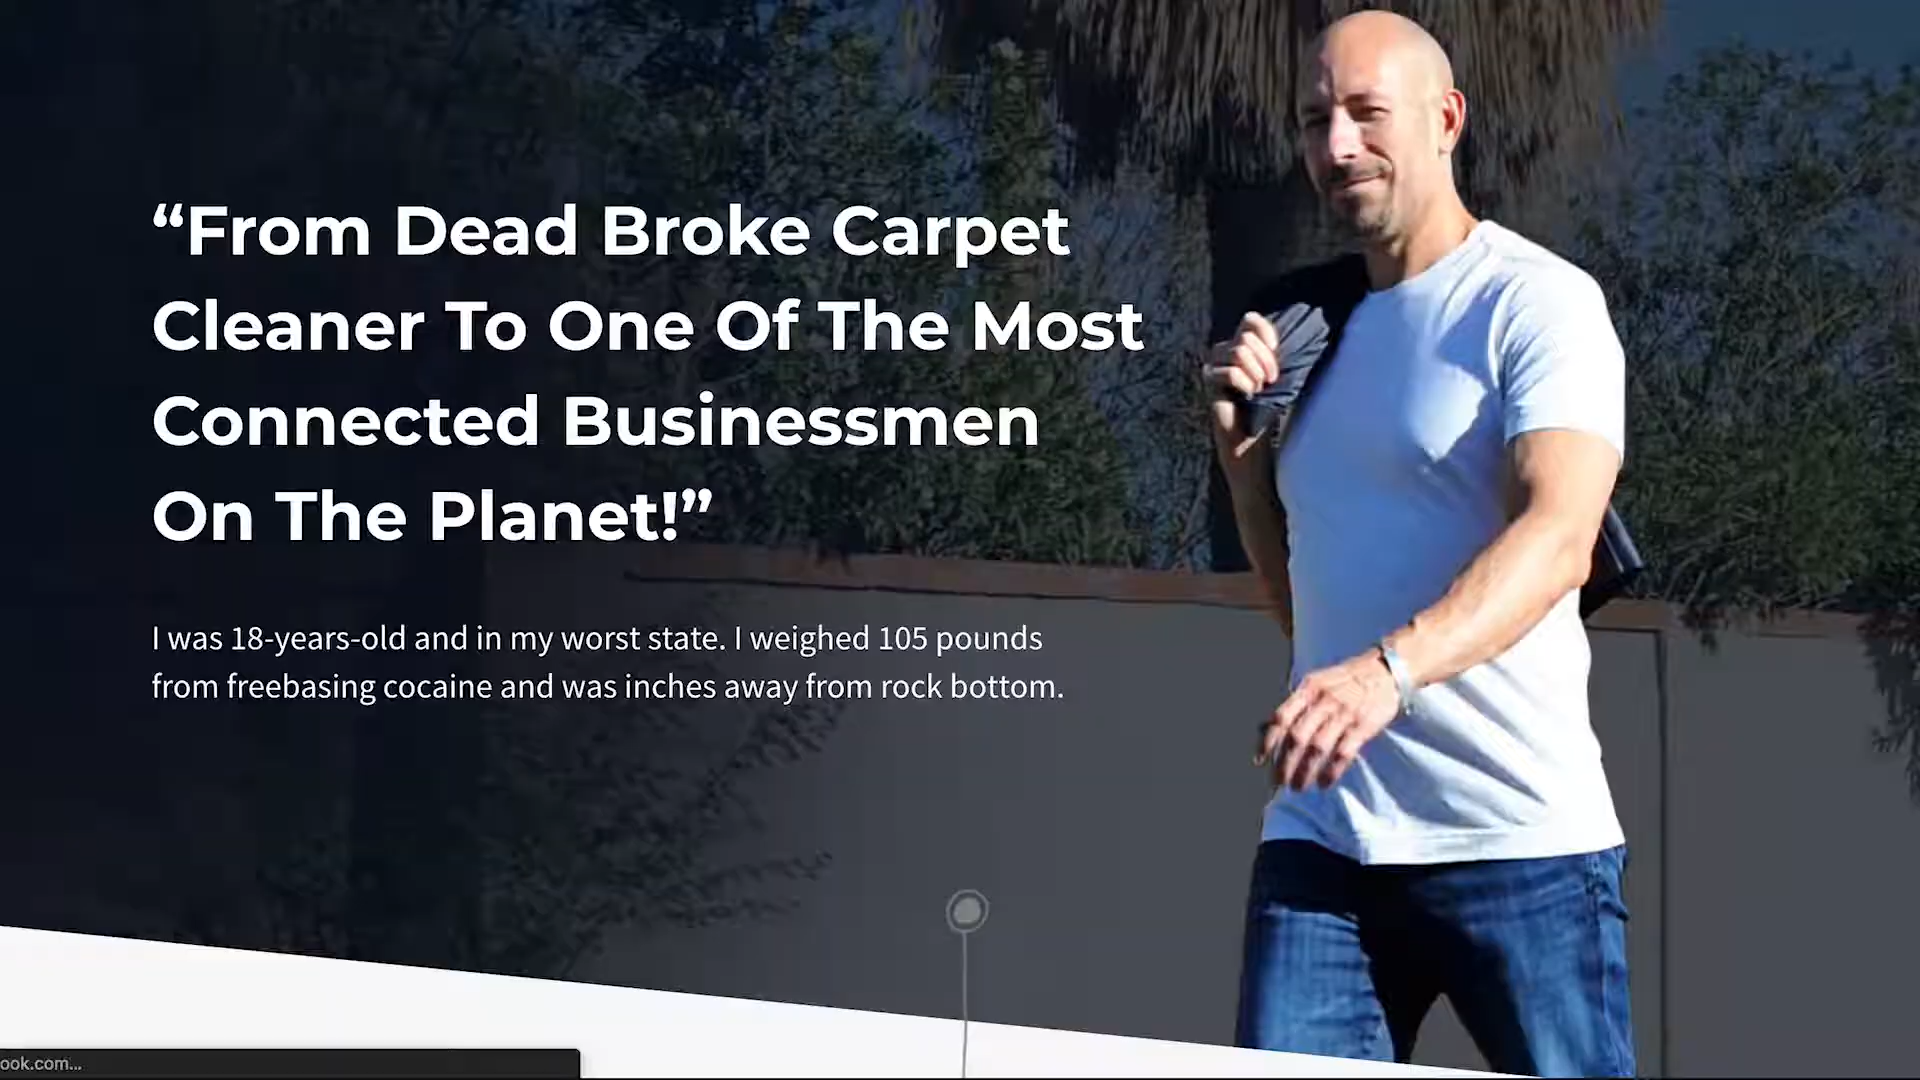 “From Dead Broke Carpet
Cleaner To One Of The Most
Connected Businessmen
On The Planet!”
I was 18-years-old and in my worst state. I weighed 105 pounds
from freebasing cocaine and was inches away from rock bottom.
ook.com...